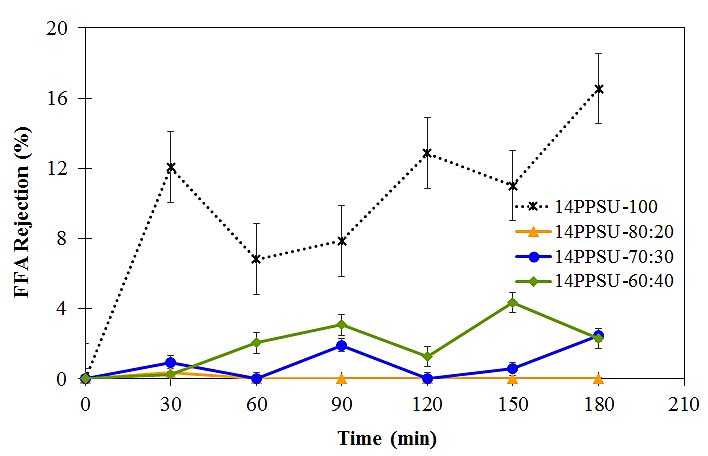 20
16
12
8
4
0
FFA Rejection (%)
14PPSU-100
14PPSU-80:20
14PPSU-70:30
14PPSU-60:40
0 30 60 90 120 150 180 210
Time (min)